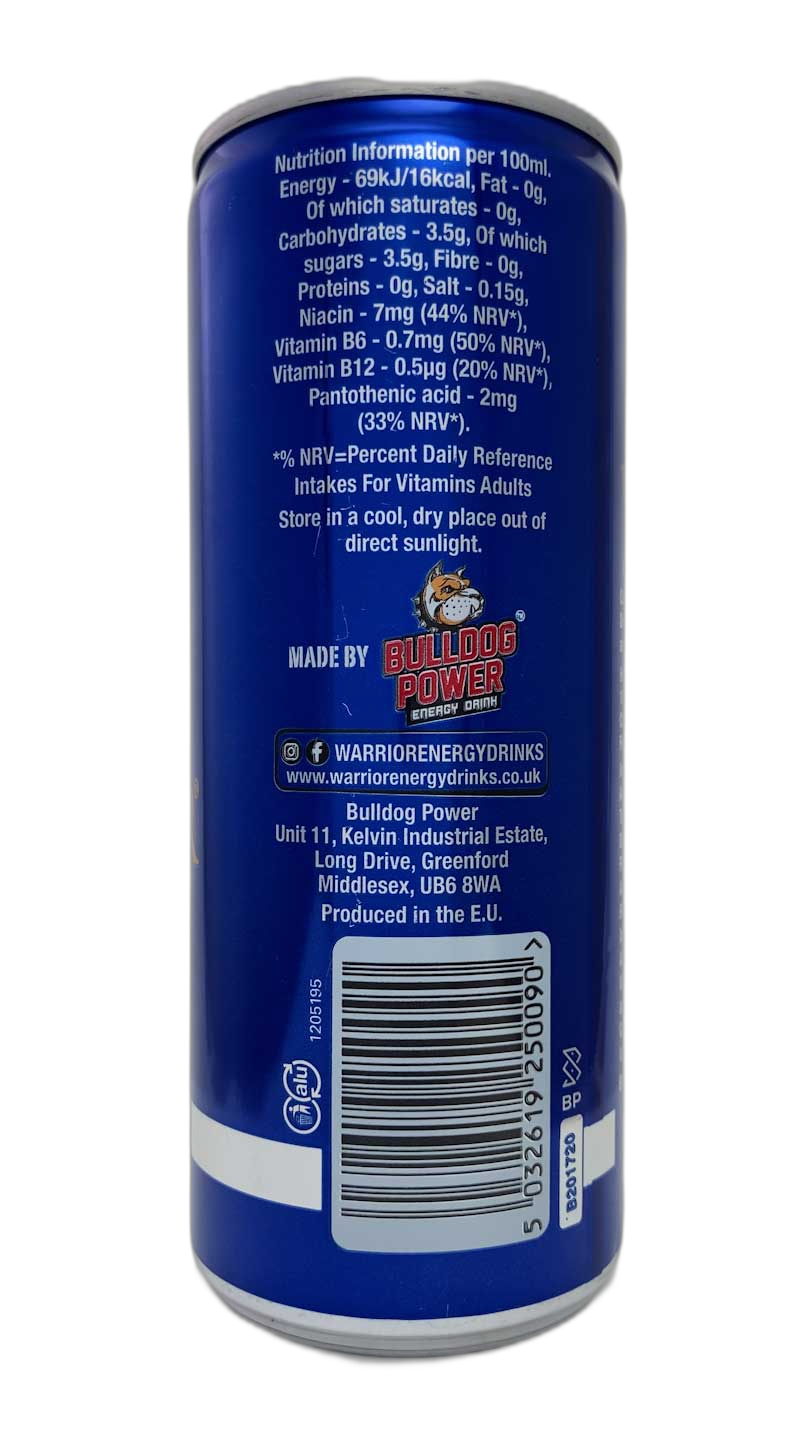 Nutrition Information per 100ml.
Energy - 69kJ/16kcal, Fat - 0g,
Of which saturates - 0g,
Carbohydrates - 3.5g, Of which
sugars - 3.5g, Fibre - 0g,
Proteins - 0g, Salt - 0.15g,
Niacin - 7mg (44% NRV*),
Vitamin B6 - 0.7mg (50% NRV*),
Vitamin B12 - 0.5µg (20% NRV*),
Pantothenic acid - 2mg
(33% NRV*).
*% NRV=Percent Daily Reference
Intakes For Vitamins Adults
Store in a cool, dry place out of
direct sunlight.
MADE BY
BULLDOG
POWER
ENERGY DRINK
TM
WARRIORENERGYDRINKS
www.warriorenergydrinks.co.uk
Bulldog Power
Unit 11, Kelvin Industrial Estate,
Long Drive, Greenford
Middlesex, UB6 8WA
Produced in the E.U.
1205195
alu
5 032619 250090 >
BP
B201720